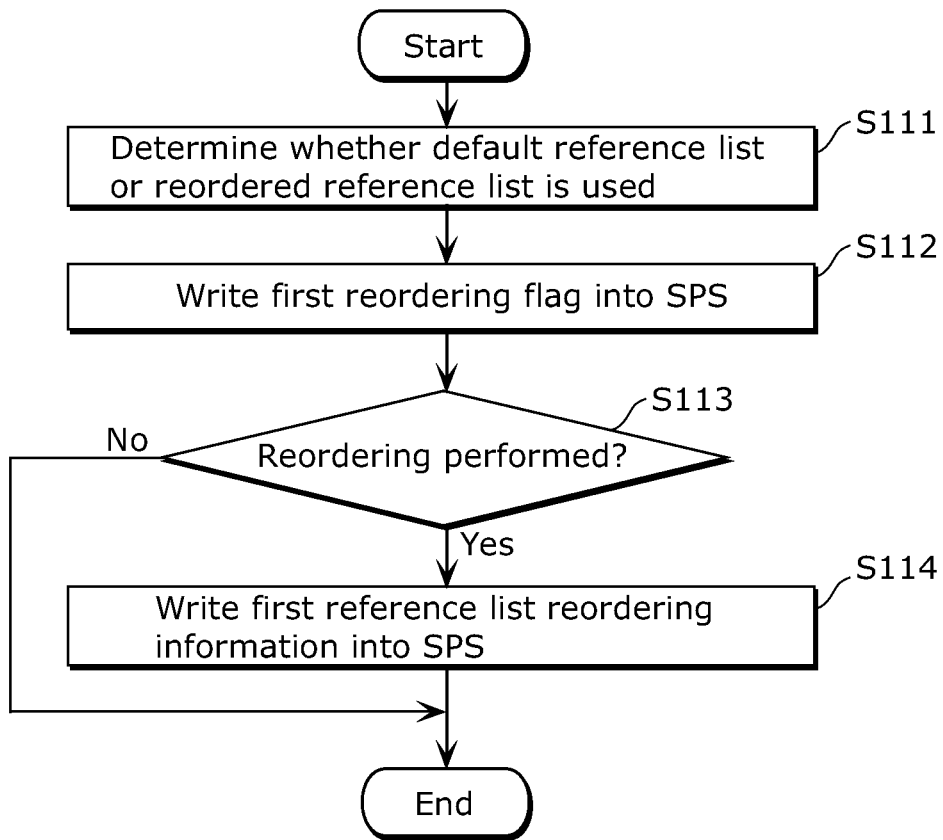 Start
S111
Determine whether default reference list
or reordered reference list is used
S112
Write first reordering flag into SPS
S113
No
Reordering performed?
Yes
S114
Write first reference list reordering
information into SPS
End